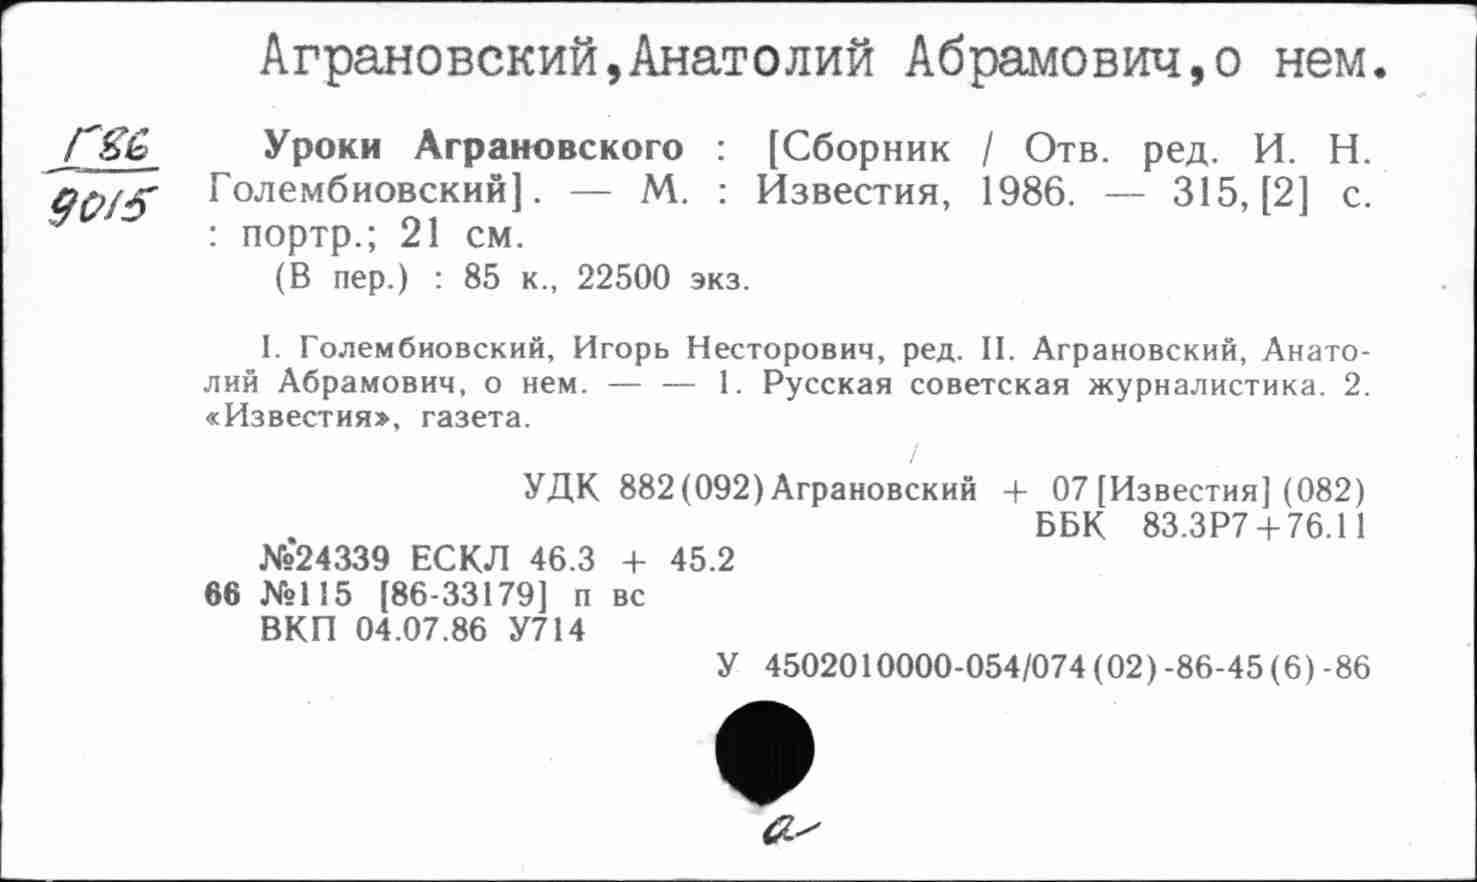 Аграновский,Анатолий Абрамович,о нем.
Г86
9015
Уроки Аграновского : [Сборник / Отв. ред. И. Н.
Голембиовский]. — М. : Известия, 1986. — 315, [2] с.
: портр.; 21 см.
(В пер.) : 85 к., 22500 экз.
I. Голембиовский, Игорь Несторович, ред. II. Аграновский, Анато-
лий Абрамович, о нем. — — 1. Русская советская журналистика. 2.
«Известия», газета.
УДК 882(092)Аграновский + 07[Известия](082)
ББК 83.3Р7+76.11
№24339 ЕСКЛ 46.3 + 45.2
66 №115 [86-33179] п вс
ВКП 04.07.86 У714
У 4502010000-054/074(02)-86-45(6)-86
а